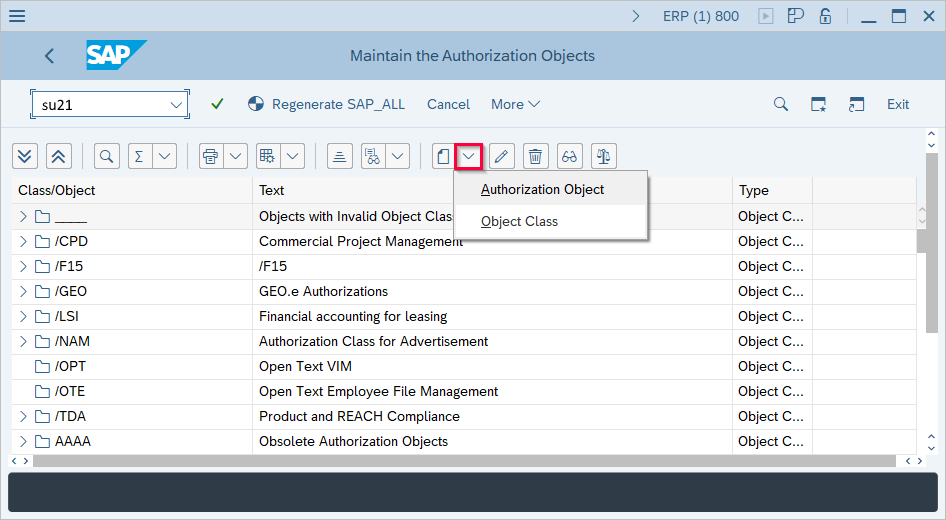 ERP (1) 800
SAP Maintain the Authorization Objects
su21 Regenerate SAP_ALL Cancel More Exit
Class/Object Text Type
Authorization Object
Object Class
____ Objects with Invalid Object Clas Object C...
/CPD Commercial Project Management Object C...
/F15 /F15 Object C...
/GEO GEO.e Authorizations Object C...
/LSI Financial accounting for leasing Object C...
/NAM Authorization Class for Advertisement Object C...
/OPT Open Text VIM Object C...
/OTE Open Text Employee File Management Object C...
/TDA Product and REACH Compliance Object C...
AAAA Obsolete Authorization Objects Object C...